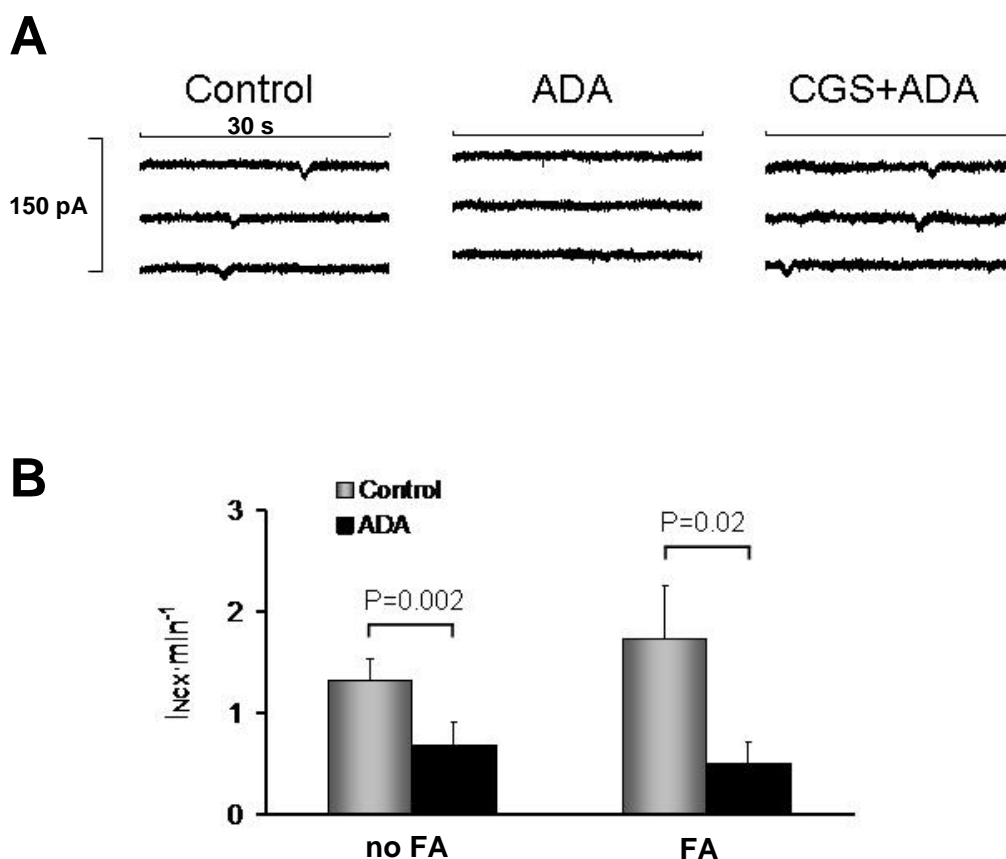 A
Control
ADA
CGS+ADA
30 s
150 pA
B
Control
ADA
3
2
1
0
I_NCX·min⁻¹
P=0.002
P=0.02
no FA
FA